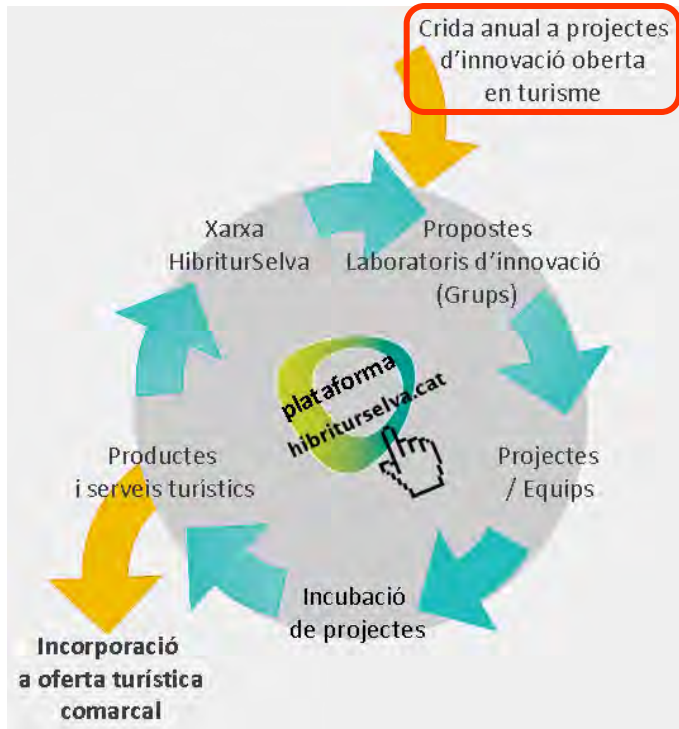 Crida anual a projectes
d'innovació oberta
en turisme
Xarxa
HibriturSelva
Propostes
Laboratoris d'innovació
(Grups)
plataforma
hibriturselva.cat
Productes
i serveis turístics
Projectes
/ Equips
Incubació
de projectes
Incorporació
a oferta turística
comarcal